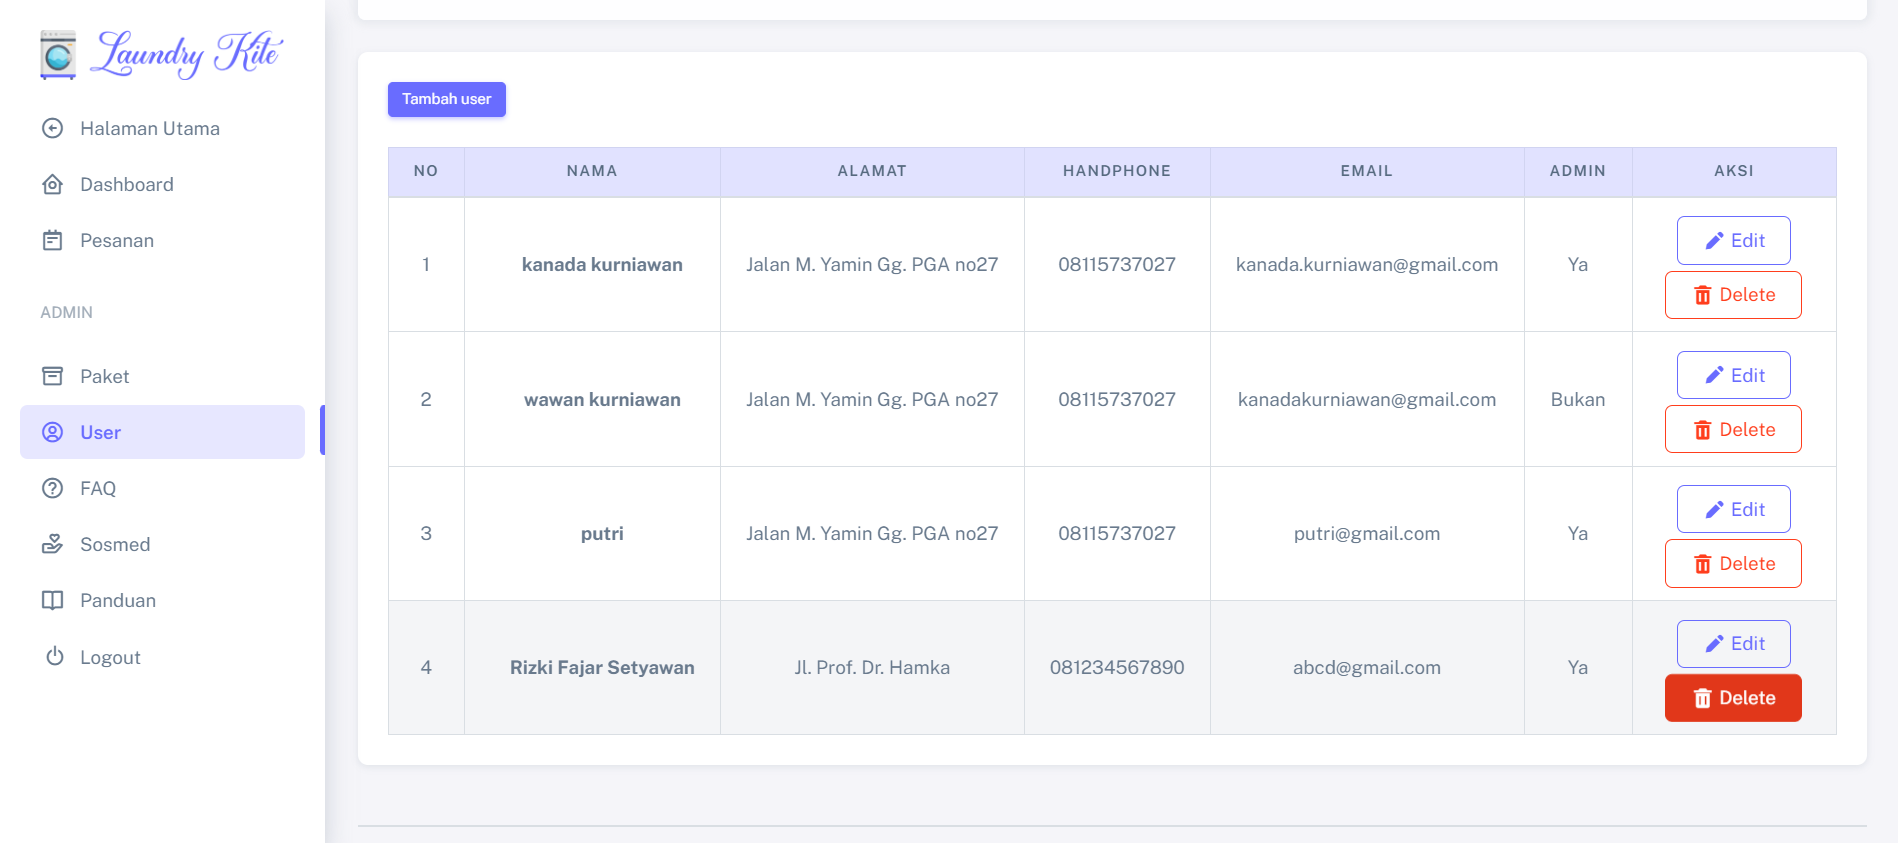 Laundry Kite
Halaman Utama
Dashboard
Pesanan
ADMIN
Paket
User
FAQ
Sosmed
Panduan
Logout
Tambah user
NO NAMA ALAMAT HANDPHONE EMAIL ADMIN AKSI
1 kanada kurniawan Jalan M. Yamin Gg. PGA no27 08115737027 kanada.kurniawan@gmail.com Ya Edit
Delete
2 wawan kurniawan Jalan M. Yamin Gg. PGA no27 08115737027 kanadakurniawan@gmail.com Bukan Edit
Delete
3 putri Jalan M. Yamin Gg. PGA no27 08115737027 putri@gmail.com Ya Edit
Delete
4 Rizki Fajar Setyawan Jl. Prof. Dr. Hamka 081234567890 abcd@gmail.com Ya Edit
Delete